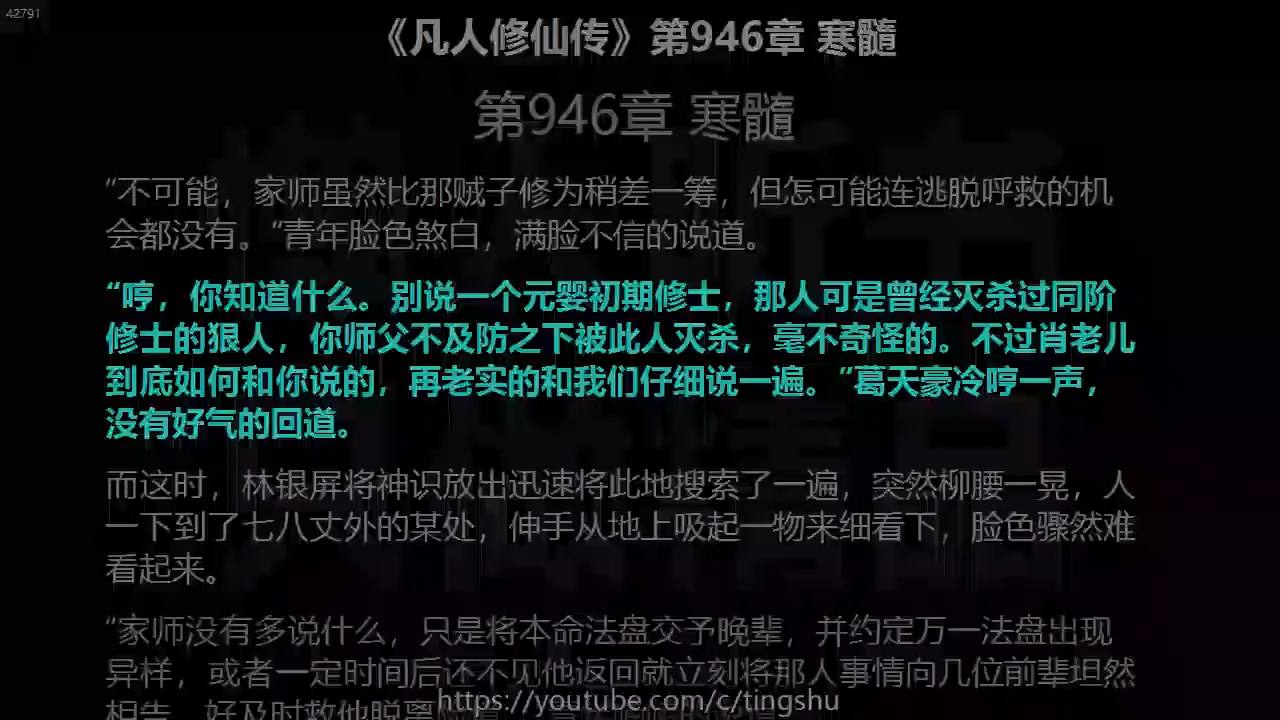 42791
《凡人修仙传》第946章 寒髓
第946章 寒髓
“不可能，家师虽然比那贼子修为稍差一筹，但怎可能连逃脱呼救的机
会都没有。”青年脸色煞白，满脸不信的说道。
“哼，你知道什么。别说一个元婴初期修士，那人可是曾经灭杀过同阶
修士的狠人，你师父不及防之下被此人灭杀，毫不奇怪的。不过肖老儿
到底如何和你说的，再老实的和我们仔细说一遍。”葛天豪冷哼一声，
没有好气的回道。
而这时，林银屏将神识放出迅速将此地搜索了一遍，突然柳腰一晃，人
一下到了七八丈外的某处，伸手从地上吸起一物来细看下，脸色骤然难
看起来。
“家师没有多说什么，只是将本命法盘交予晚辈，并约定万一法盘出现
异样，或者一定时间后还不见他返回就立刻将那人事情向几位前辈坦然
相告，好及时救他脱离
https://youtube.com/c/tingshu